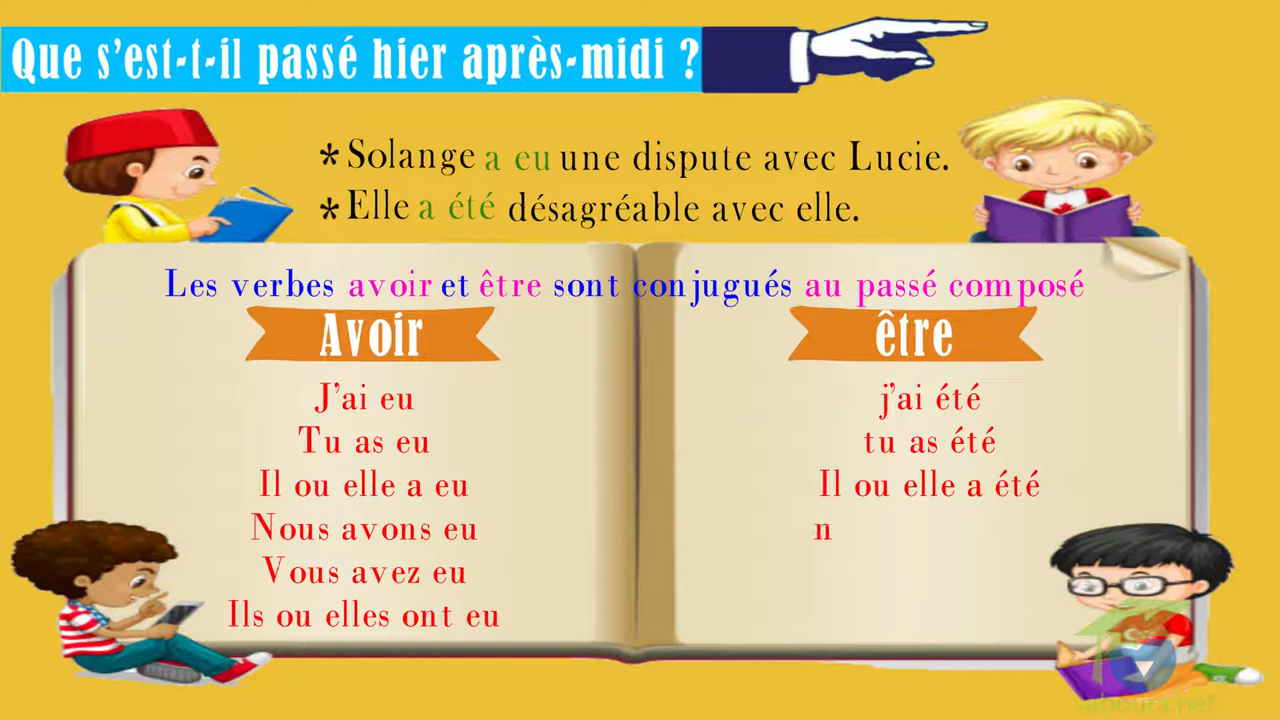 Que s'est-t-il passé hier après-midi ?
*Solange a eu une dispute avec Lucie.
*Elle a été désagréable avec elle.
Les verbes avoir et être sont conjugués au passé composé
Avoir
J'ai eu
Tu as eu
Il ou elle a eu
Nous avons eu
Vous avez eu
Ils ou elles ont eu
être
j'ai été
tu as été
Il ou elle a été
n